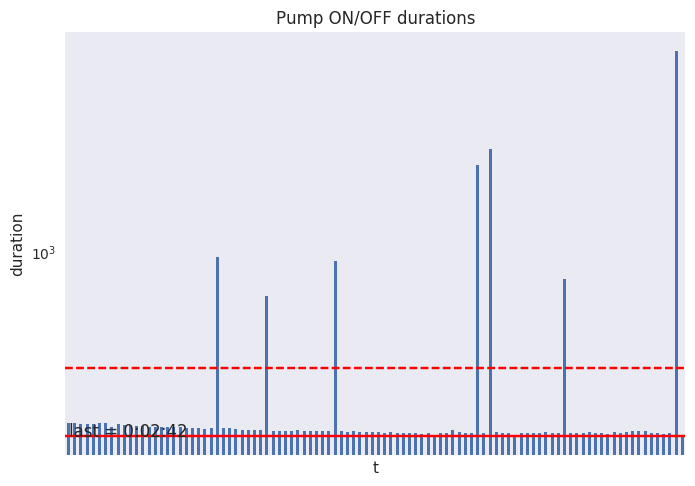 Pump ON/OFF durations
duration
10³
last = 0:02:42
t